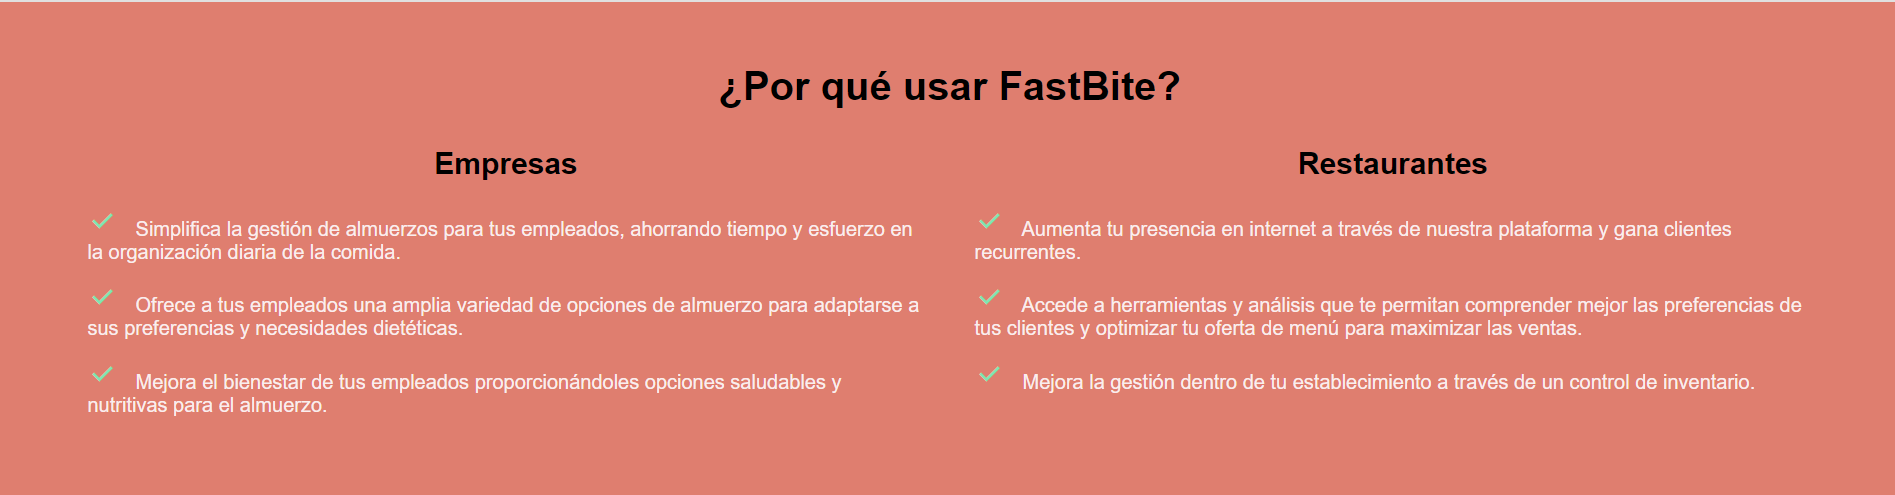 ¿Por qué usar FastBite?
Empresas
Simplifica la gestión de almuerzos para tus empleados, ahorrando tiempo y esfuerzo en
la organización diaria de la comida.
Ofrece a tus empleados una amplia variedad de opciones de almuerzo para adaptarse a
sus preferencias y necesidades dietéticas.
Mejora el bienestar de tus empleados proporcionándoles opciones saludables y
nutritivas para el almuerzo.
Restaurantes
Aumenta tu presencia en internet a través de nuestra plataforma y gana clientes
recurrentes.
Accede a herramientas y análisis que te permitan comprender mejor las preferencias de
tus clientes y optimizar tu oferta de menú para maximizar las ventas.
Mejora la gestión dentro de tu establecimiento a través de un control de inventario.